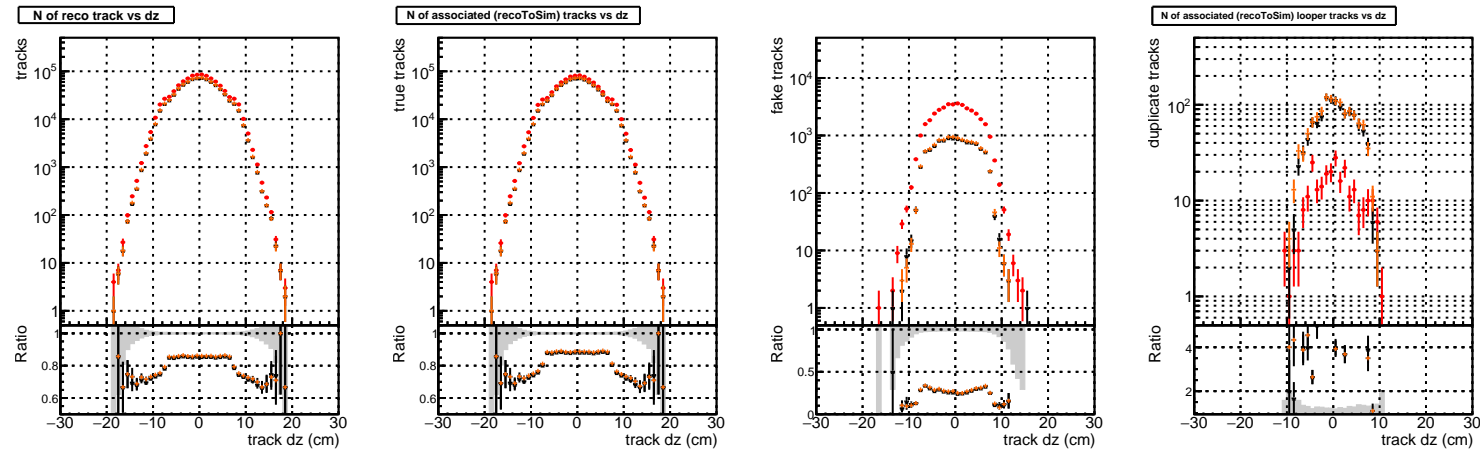 N of reco track vs dz
tracks
10^5
10^4
10^3
10^2
10
1
Ratio
1
0.8
0.6
−30 −20 −10 0 10 20 30
track dz (cm)
N of associated (recoToSim) tracks vs dz
true tracks
10^5
10^4
10^3
10^2
10
1
Ratio
1
0.8
0.6
−30 −20 −10 0 10 20 30
track dz (cm)
fake tracks
10^4
10^3
10^2
10
1
Ratio
1
0.5
0
−30 −20 −10 0 10 20 30
track dz (cm)
N of associated (recoToSim) looper tracks vs dz
duplicate tracks
10^2
10
1
Ratio
4
2
−30 −20 −10 0 10 20 30
track dz (cm)